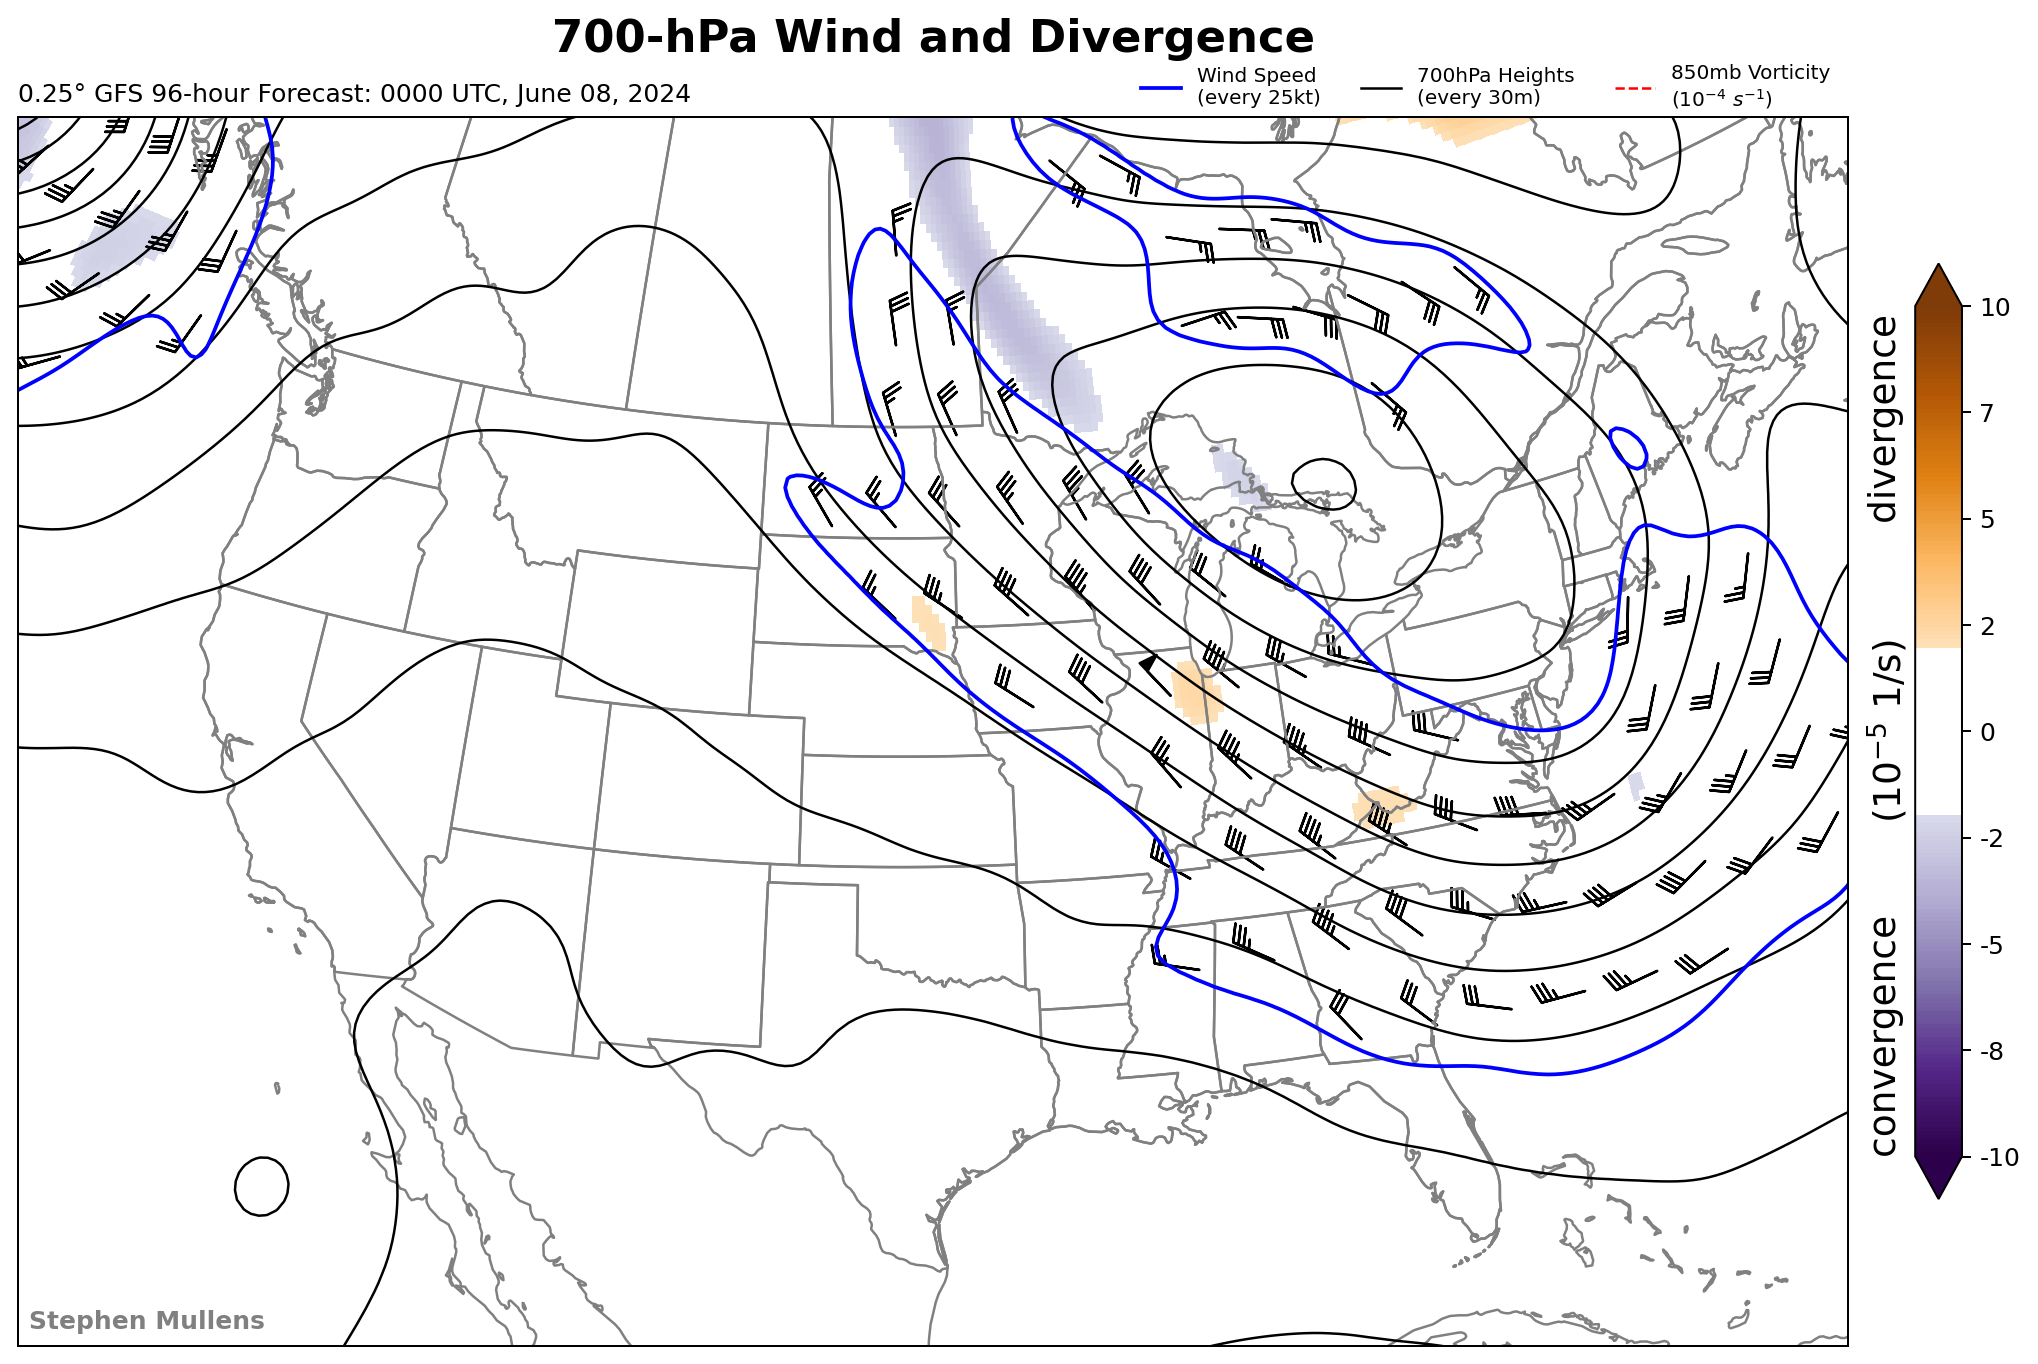 700-hPa Wind and Divergence
0.25° GFS 96-hour Forecast: 0000 UTC, June 08, 2024
Wind Speed
(every 25kt)
700hPa Heights
(every 30m)
850mb Vorticity
(10⁻⁴ s⁻¹)
10
7
5
2
0
-2
-5
-8
-10
convergence (10⁻⁵ 1/s) divergence
Stephen Mullens